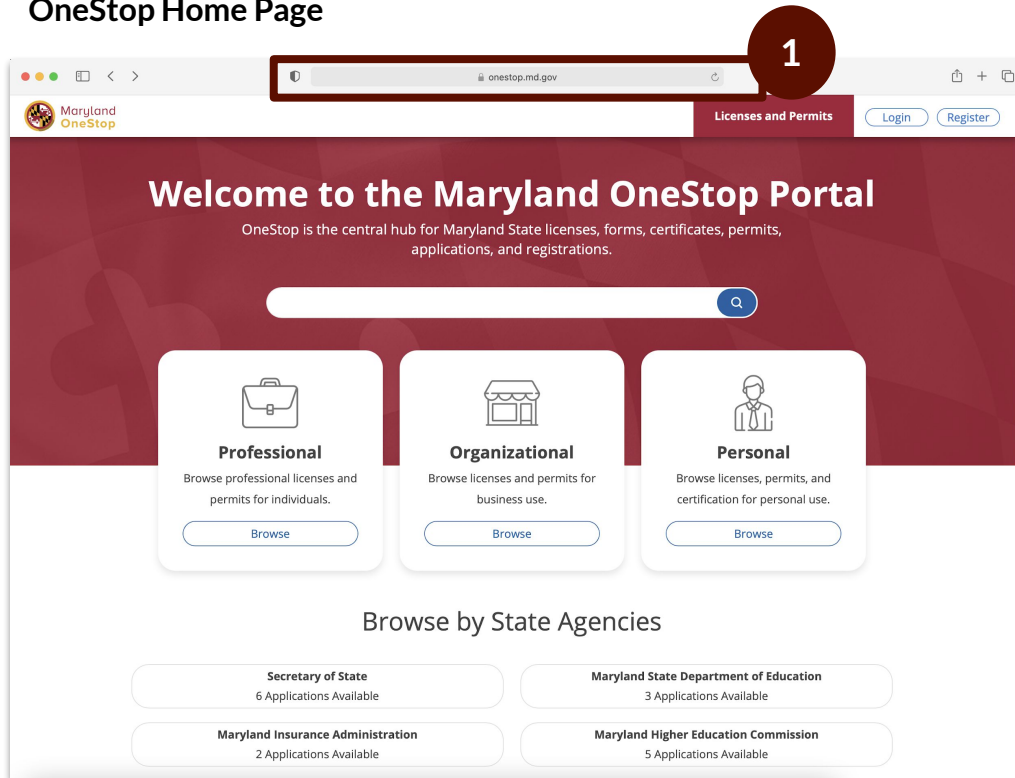 OneStop Home Page
1
onestop.md.gov
Maryland
OneStop
Licenses and Permits
Login
Register
Welcome to the Maryland OneStop Portal
OneStop is the central hub for Maryland State licenses, forms, certificates, permits,
applications, and registrations.
Professional
Browse professional licenses and
permits for individuals.
Browse
Organizational
Browse licenses and permits for
business use.
Browse
Personal
Browse licenses, permits, and
certification for personal use.
Browse
Browse by State Agencies
Secretary of State
6 Applications Available
Maryland State Department of Education
3 Applications Available
Maryland Insurance Administration
2 Applications Available
Maryland Higher Education Commission
5 Applications Available